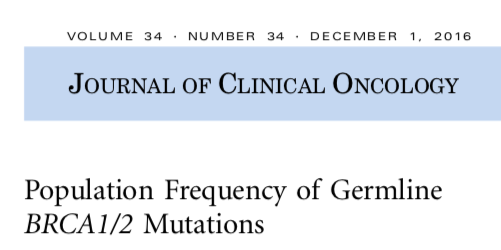 VOLUME 34 · NUMBER 34 · DECEMBER 1, 2016
JOURNAL OF CLINICAL ONCOLOGY
Population Frequency of Germline
BRCA1/2 Mutations